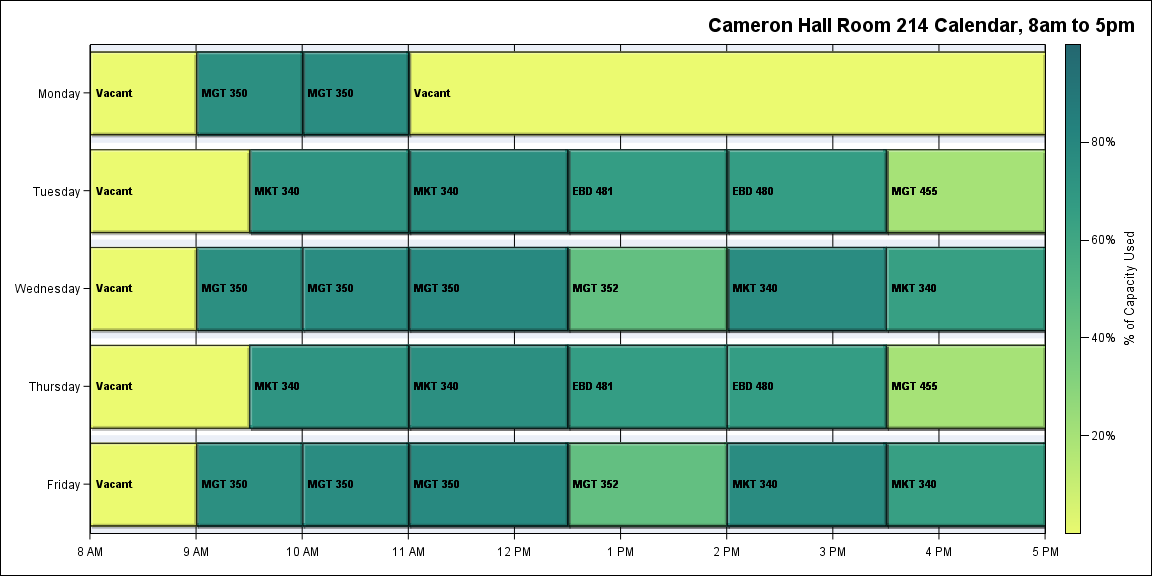 Cameron Hall Room 214 Calendar, 8am to 5pm
Monday
Vacant
MGT 350
MGT 350
Vacant
Tuesday
Vacant
MKT 340
MKT 340
EBD 481
EBD 480
MGT 455
Wednesday
Vacant
MGT 350
MGT 350
MGT 350
MGT 352
MKT 340
MKT 340
Thursday
Vacant
MKT 340
MKT 340
EBD 481
EBD 480
MGT 455
Friday
Vacant
MGT 350
MGT 350
MGT 350
MGT 352
MKT 340
MKT 340
8 AM
9 AM
10 AM
11 AM
12 PM
1 PM
2 PM
3 PM
4 PM
5 PM
80%
60%
40%
20%
% of Capacity Used